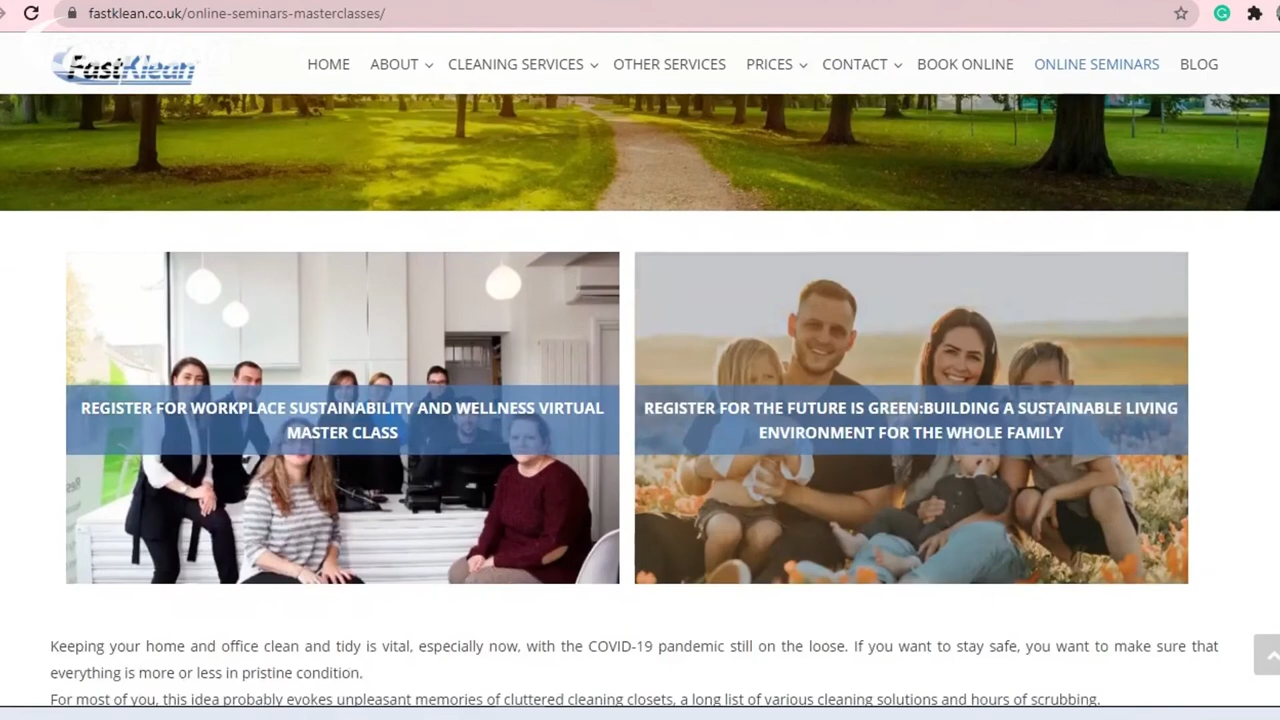 fastklean.co.uk/online-seminars-masterclasses/
FastKlean
HOME ABOUT CLEANING SERVICES OTHER SERVICES PRICES CONTACT BOOK ONLINE ONLINE SEMINARS BLOG
REGISTER FOR WORKPLACE SUSTAINABILITY AND WELLNESS VIRTUAL
MASTER CLASS
REGISTER FOR THE FUTURE IS GREEN:BUILDING A SUSTAINABLE LIVING
ENVIRONMENT FOR THE WHOLE FAMILY
Keeping your home and office clean and tidy is vital, especially now, with the COVID-19 pandemic still on the loose. If you want to stay safe, you want to make sure that
everything is more or less in pristine condition.
For most of you, this idea probably evokes unpleasant memories of cluttered cleaning closets, a long list of various cleaning solutions and hours of scrubbing.